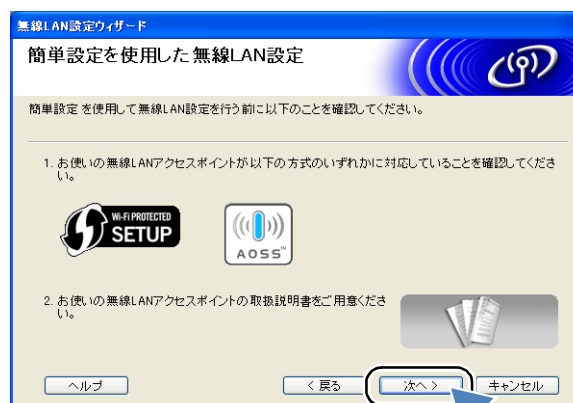 無線LAN設定ウィザード
簡単設定を使用した無線LAN設定
簡単設定 を使用して無線LAN設定を行う前に以下のことを確認してください。
1. お使いの無線LANアクセスポイントが以下の方式のいずれかに対応していることを確認してくださ
い。
Wi-Fi PROTECTED
SETUP
AOSS™
2. お使いの無線LANアクセスポイントの取扱説明書をご用意くださ
い。
ヘルプ
< 戻る
次へ >
キャンセル